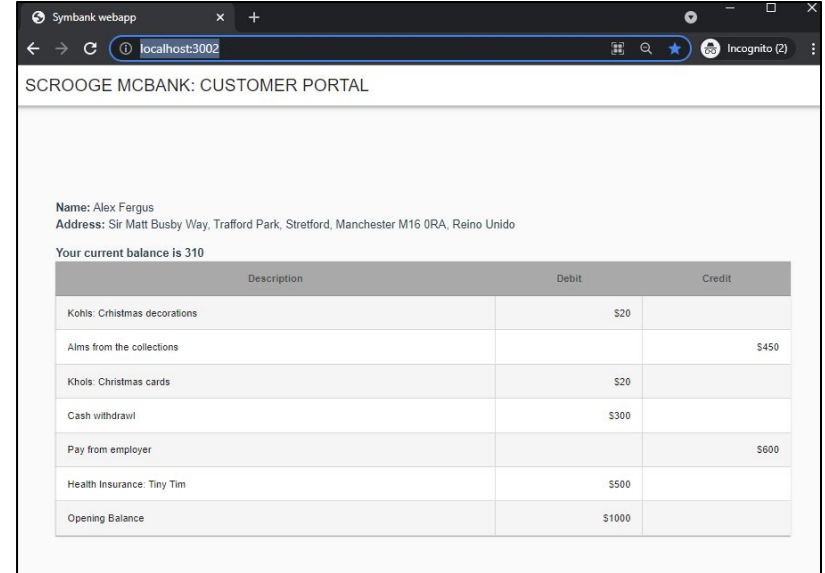 Symbank webapp
localhost:3002
Incognito (2)
SCROOGE MCBANK: CUSTOMER PORTAL
Name: Alex Fergus
Address: Sir Matt Busby Way, Trafford Park, Stretford, Manchester M16 0RA, Reino Unido
Your current balance is 310
Description Debit Credit
Kohls: Crhistmas decorations $20
Alms from the collections $450
Khols: Christmas cards $20
Cash withdrawl $300
Pay from employer $600
Health Insurance: Tiny Tim $500
Opening Balance $1000